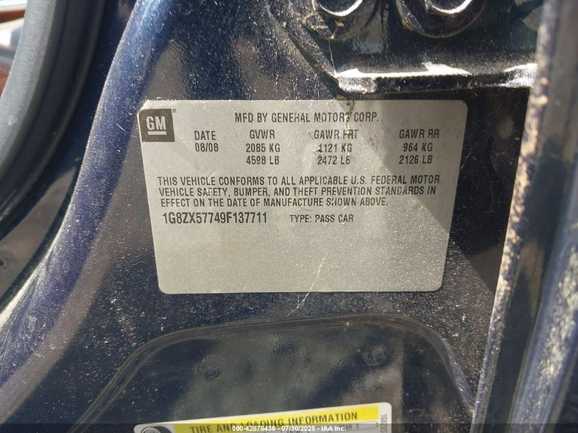 GM
MFD BY GENERAL MOTORS CORP.
DATE GVWR GAWR FRT GAWR RR
08/08 2085 KG 1121 KG 964 KG
4598 LB 2472 LB 2126 LB
THIS VEHICLE CONFORMS TO ALL APPLICABLE U.S. FEDERAL MOTOR
VEHICLE SAFETY, BUMPER, AND THEFT PREVENTION STANDARDS IN
EFFECT ON THE DATE OF MANUFACTURE SHOWN ABOVE.
1G8ZX57749F137711 TYPE: PASS CAR
TIRE AND LOADING INFORMATION